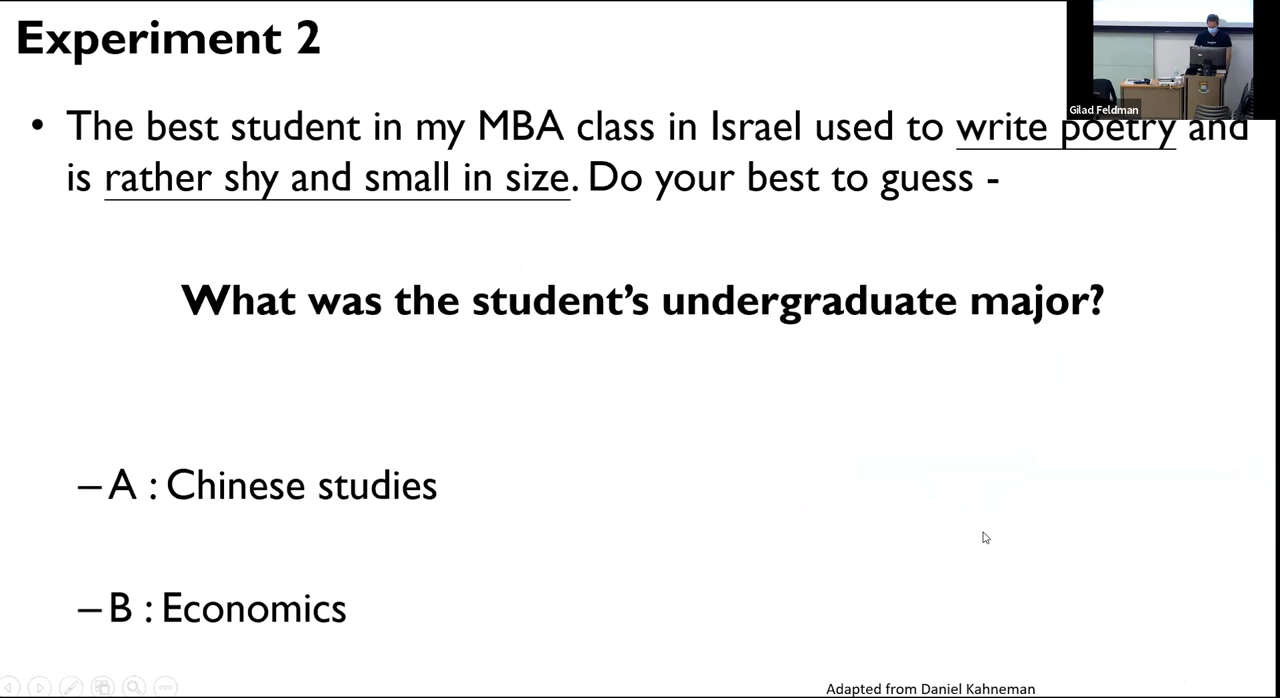 Experiment 2
Gilad Feldman
• The best student in my MBA class in Israel used to write poetry and
is rather shy and small in size. Do your best to guess -
What was the student’s undergraduate major?
– A : Chinese studies
– B : Economics
Adapted from Daniel Kahneman